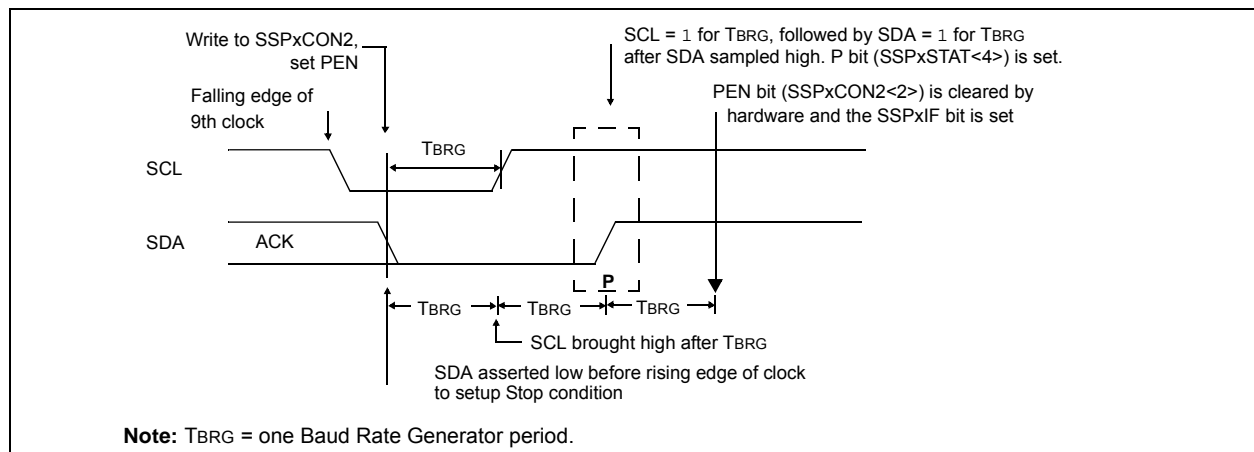 Write to SSPxCON2,
set PEN
SCL = 1 for TBRG, followed by SDA = 1 for TBRG
after SDA sampled high. P bit (SSPxSTAT<4>) is set.
Falling edge of
9th clock
PEN bit (SSPxCON2<2>) is cleared by
hardware and the SSPxIF bit is set
TBRG
SCL
SDA
ACK
P
TBRG
TBRG
TBRG
SCL brought high after TBRG
SDA asserted low before rising edge of clock
to setup Stop condition
Note: TBRG = one Baud Rate Generator period.